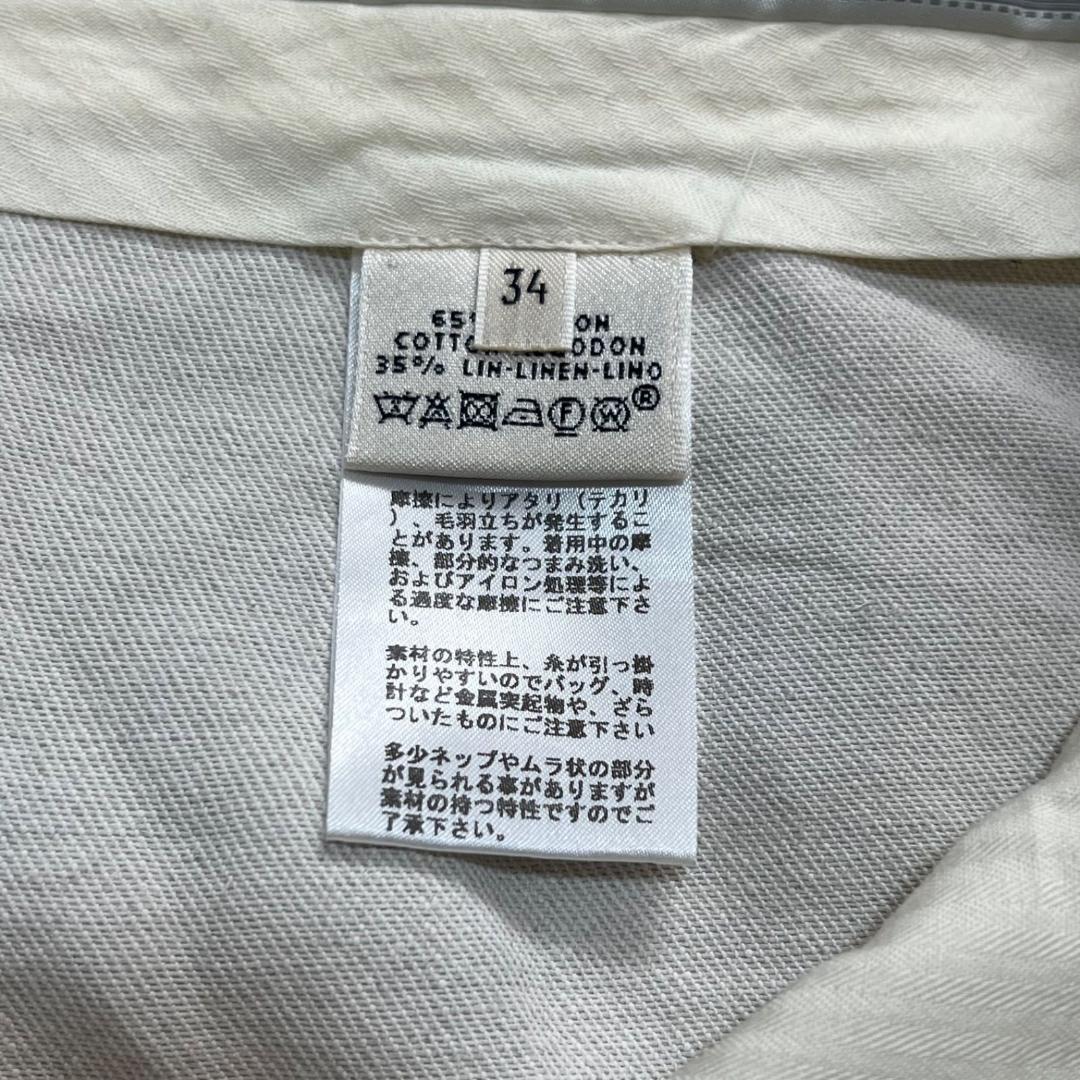 34
65% ON
COTTO GODON
35% LIN-LINEN-LINO
F W ®
摩擦によりアタリ(テカリ
)、毛羽立ちが発生するこ
とがあります。着用中の摩
擦、部分的なつまみ洗い、
およびアイロン処理等によ
る過度な摩擦にご注意下さ
い。
素材の特性上、糸が引っ掛
かりやすいのでバッグ、時
計など金属突起物や、ざら
ついたものにご注意下さい
多少ネップやムラ状の部分
が見られる事がありますが
素材の持つ特性ですのでご
了承下さい。